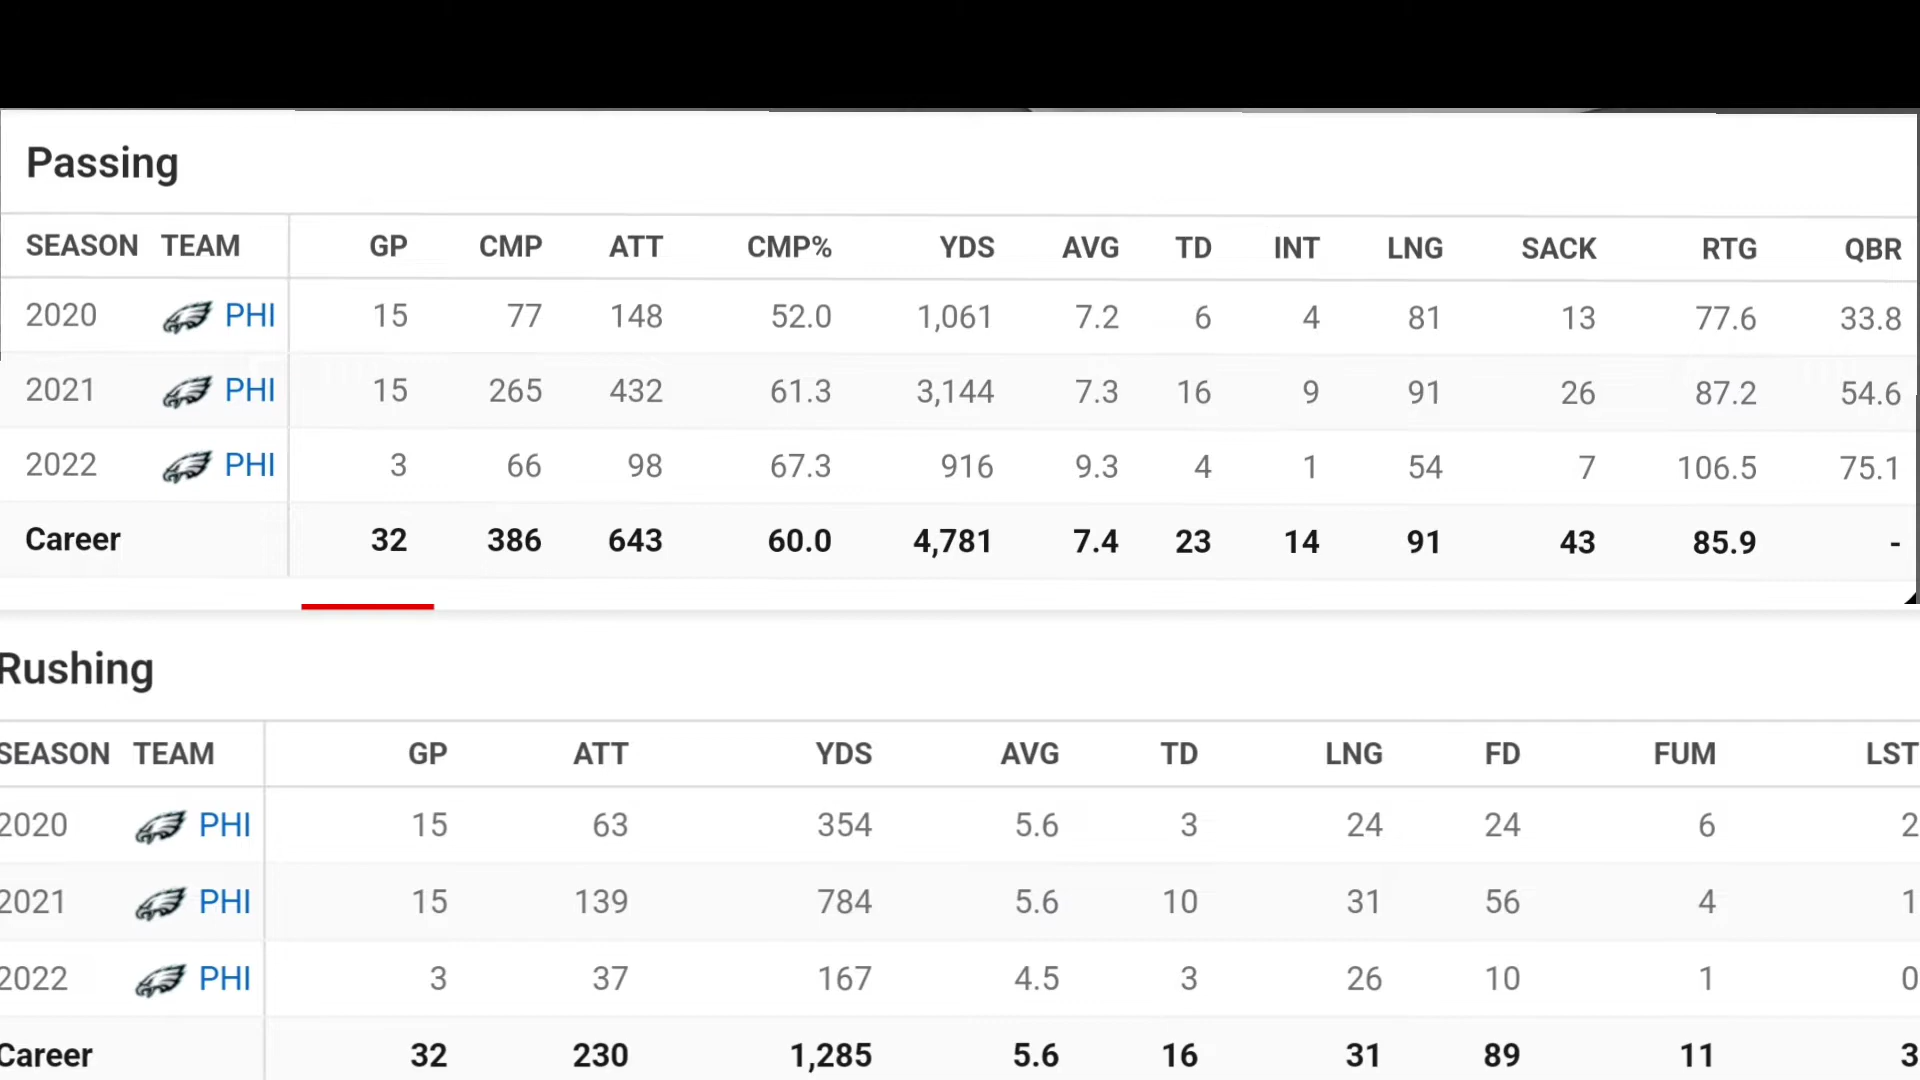 Passing
SEASON TEAM GP CMP ATT CMP% YDS AVG TD INT LNG SACK RTG QBR
2020 PHI 15 77 148 52.0 1,061 7.2 6 4 81 13 77.6 33.8
2021 PHI 15 265 432 61.3 3,144 7.3 16 9 91 26 87.2 54.6
2022 PHI 3 66 98 67.3 916 9.3 4 1 54 7 106.5 75.1
Career 32 386 643 60.0 4,781 7.4 23 14 91 43 85.9 -
Rushing
SEASON TEAM GP ATT YDS AVG TD LNG FD FUM LST
2020 PHI 15 63 354 5.6 3 24 24 6 2
2021 PHI 15 139 784 5.6 10 31 56 4 1
2022 PHI 3 37 167 4.5 3 26 10 1 0
Career 32 230 1,285 5.6 16 31 89 11 3